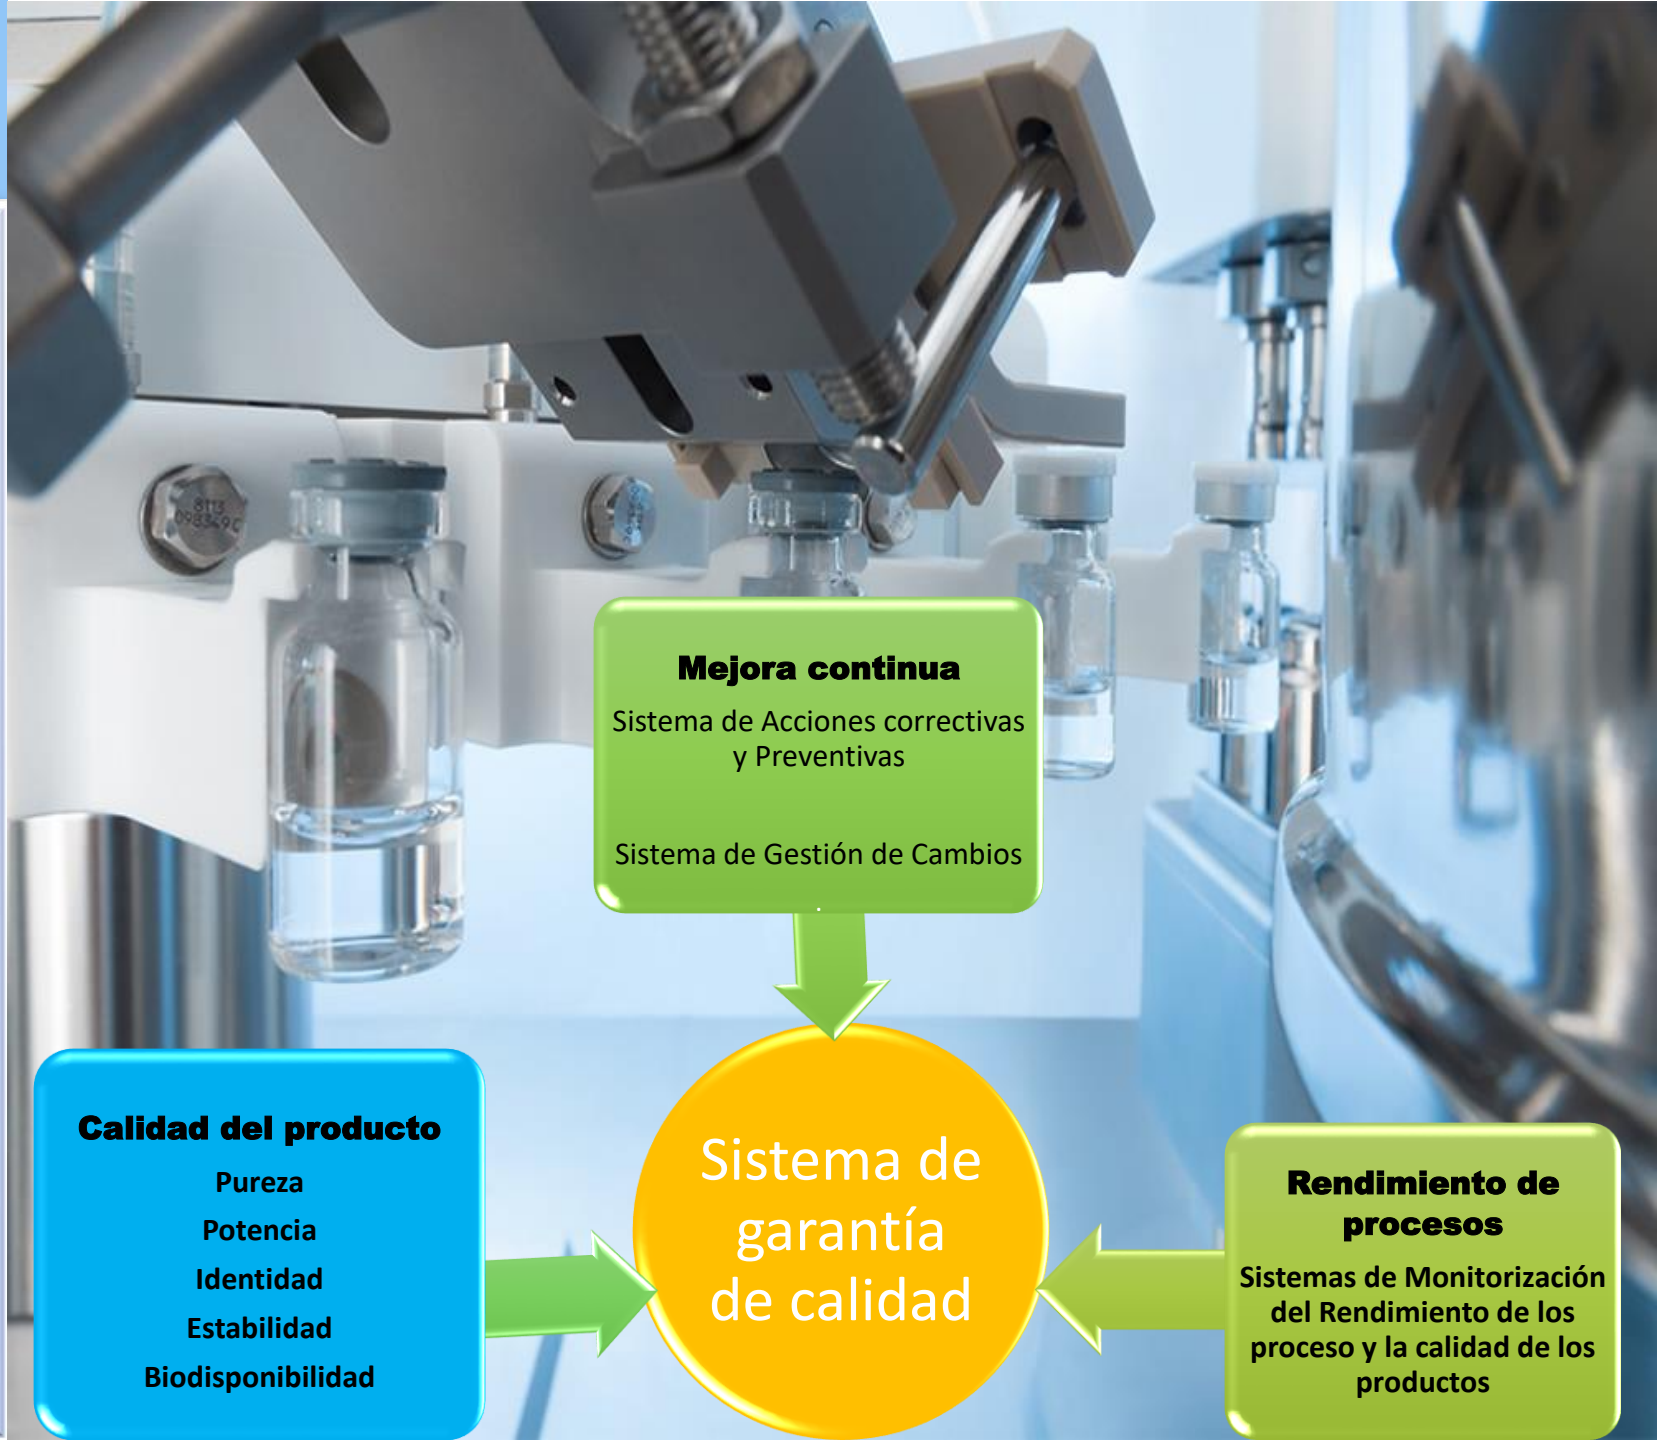 8113
098349C
Mejora continua
Sistema de Acciones correctivas
y Preventivas
Sistema de Gestión de Cambios
.
Calidad del producto
Pureza
Potencia
Identidad
Estabilidad
Biodisponibilidad
Sistema de
garantía
de calidad
Rendimiento de
procesos
Sistemas de Monitorización
del Rendimiento de los
proceso y la calidad de los
productos